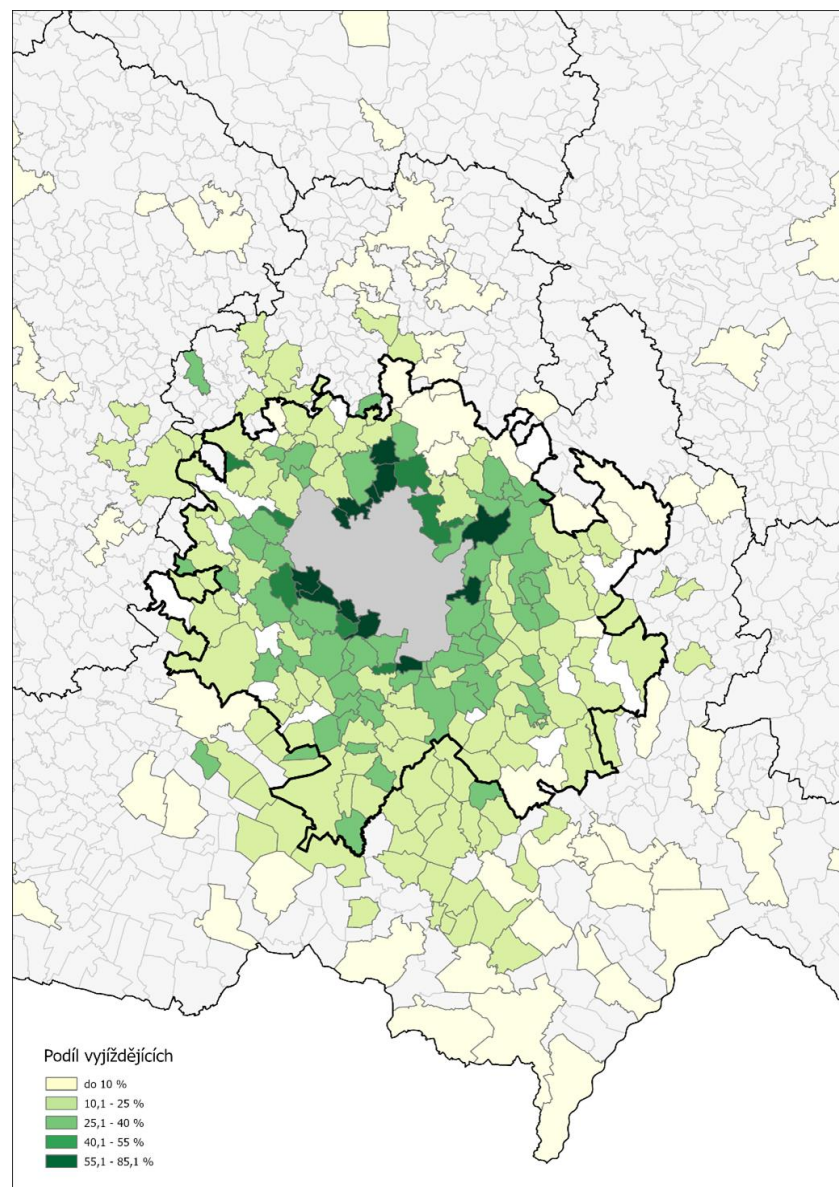 Podíl vyjíždějících
do 10 %
10,1 - 25 %
25,1 - 40 %
40,1 - 55 %
55,1 - 85,1 %